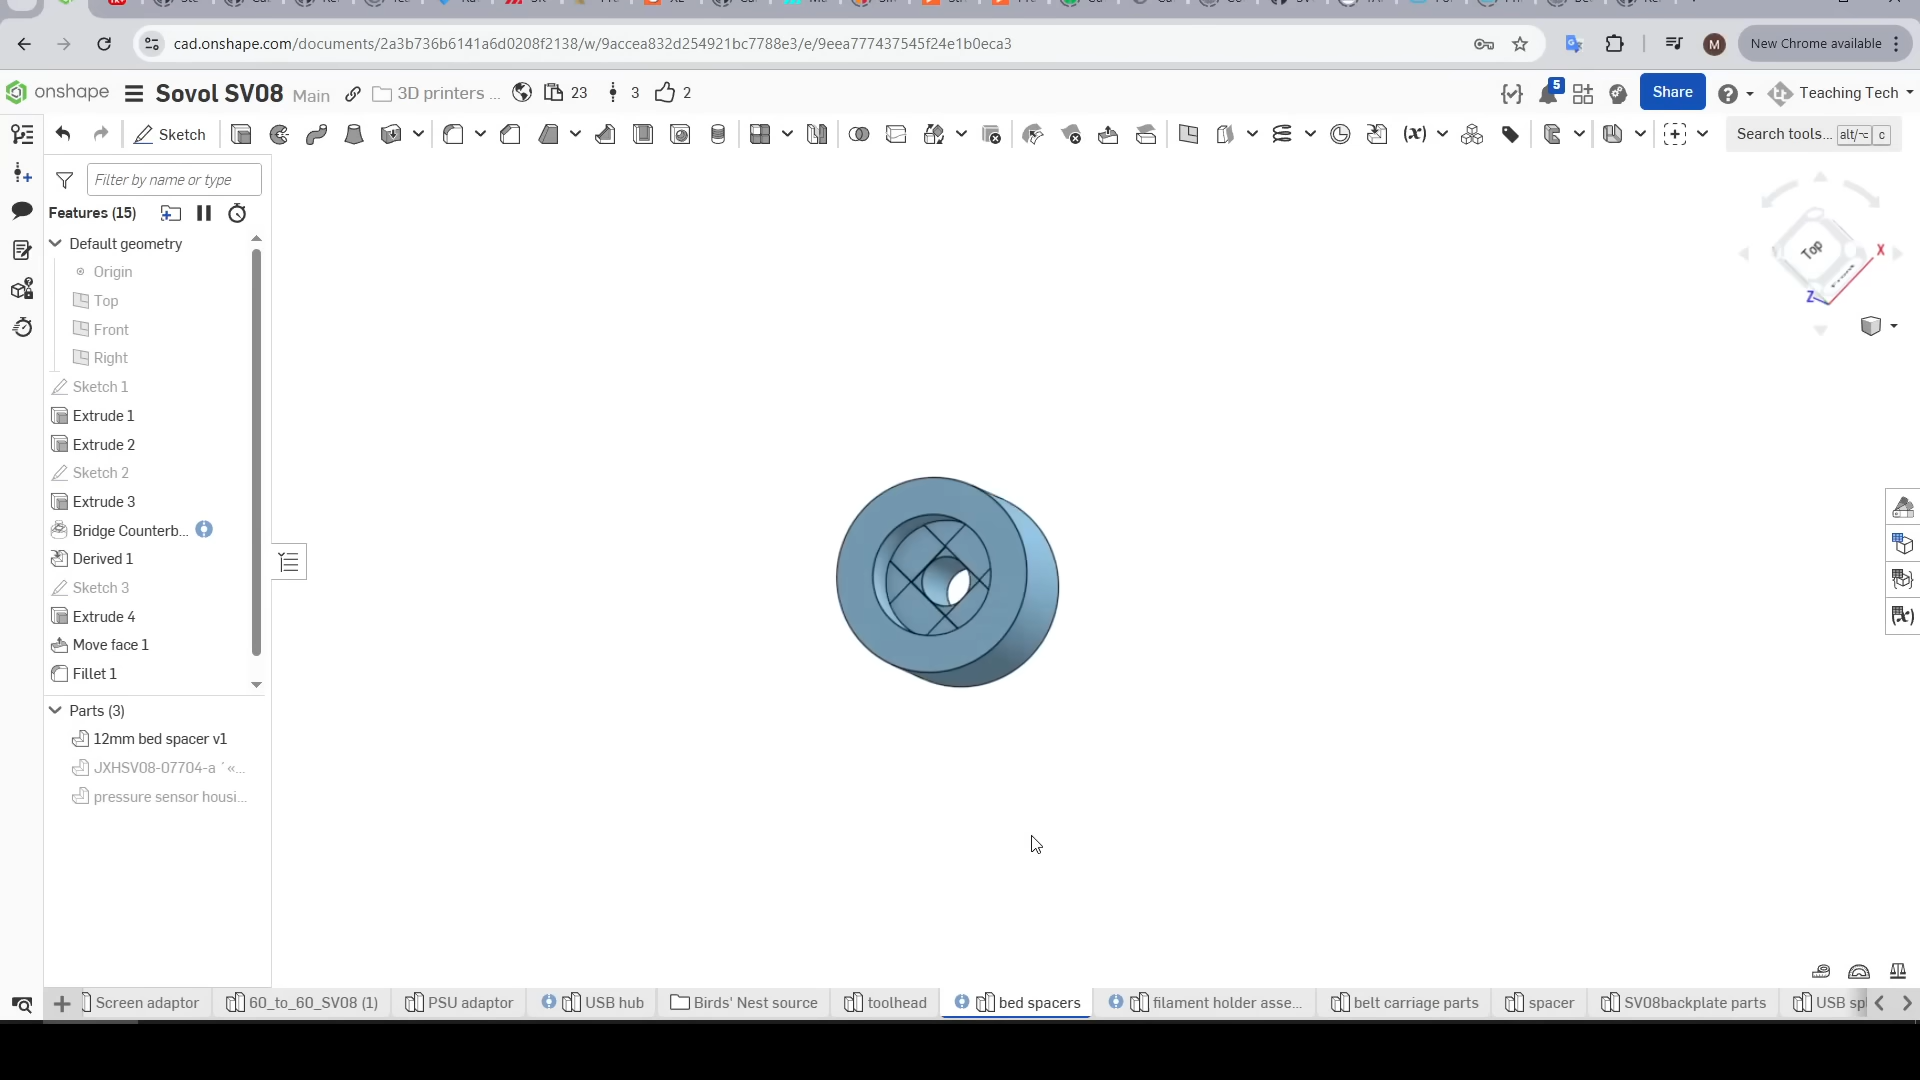 cad.onshape.com/documents/2a3b736b6141a6d0208f2138/w/9accea832d254921bc7788e3/e/9eea777437545f24e1b0eca3
M
New Chrome available
onshape
Sovol SV08 Main
3D printers ...
23
3
2
5
Share
Teaching Tech
Sketch
(x)
Search tools... alt/⌥ c
Filter by name or type
Features (15)
Default geometry
Origin
Top
Front
Right
Sketch 1
Extrude 1
Extrude 2
Sketch 2
Extrude 3
Bridge Counterb...
Derived 1
Sketch 3
Extrude 4
Move face 1
Fillet 1
Parts (3)
12mm bed spacer v1
JXHSV08-07704-a ´«...
pressure sensor housi...
Top
X
Z
(x)
Screen adaptor
60_to_60_SV08 (1)
PSU adaptor
USB hub
Birds' Nest source
toolhead
bed spacers
filament holder asse...
belt carriage parts
spacer
SV08backplate parts
USB sp